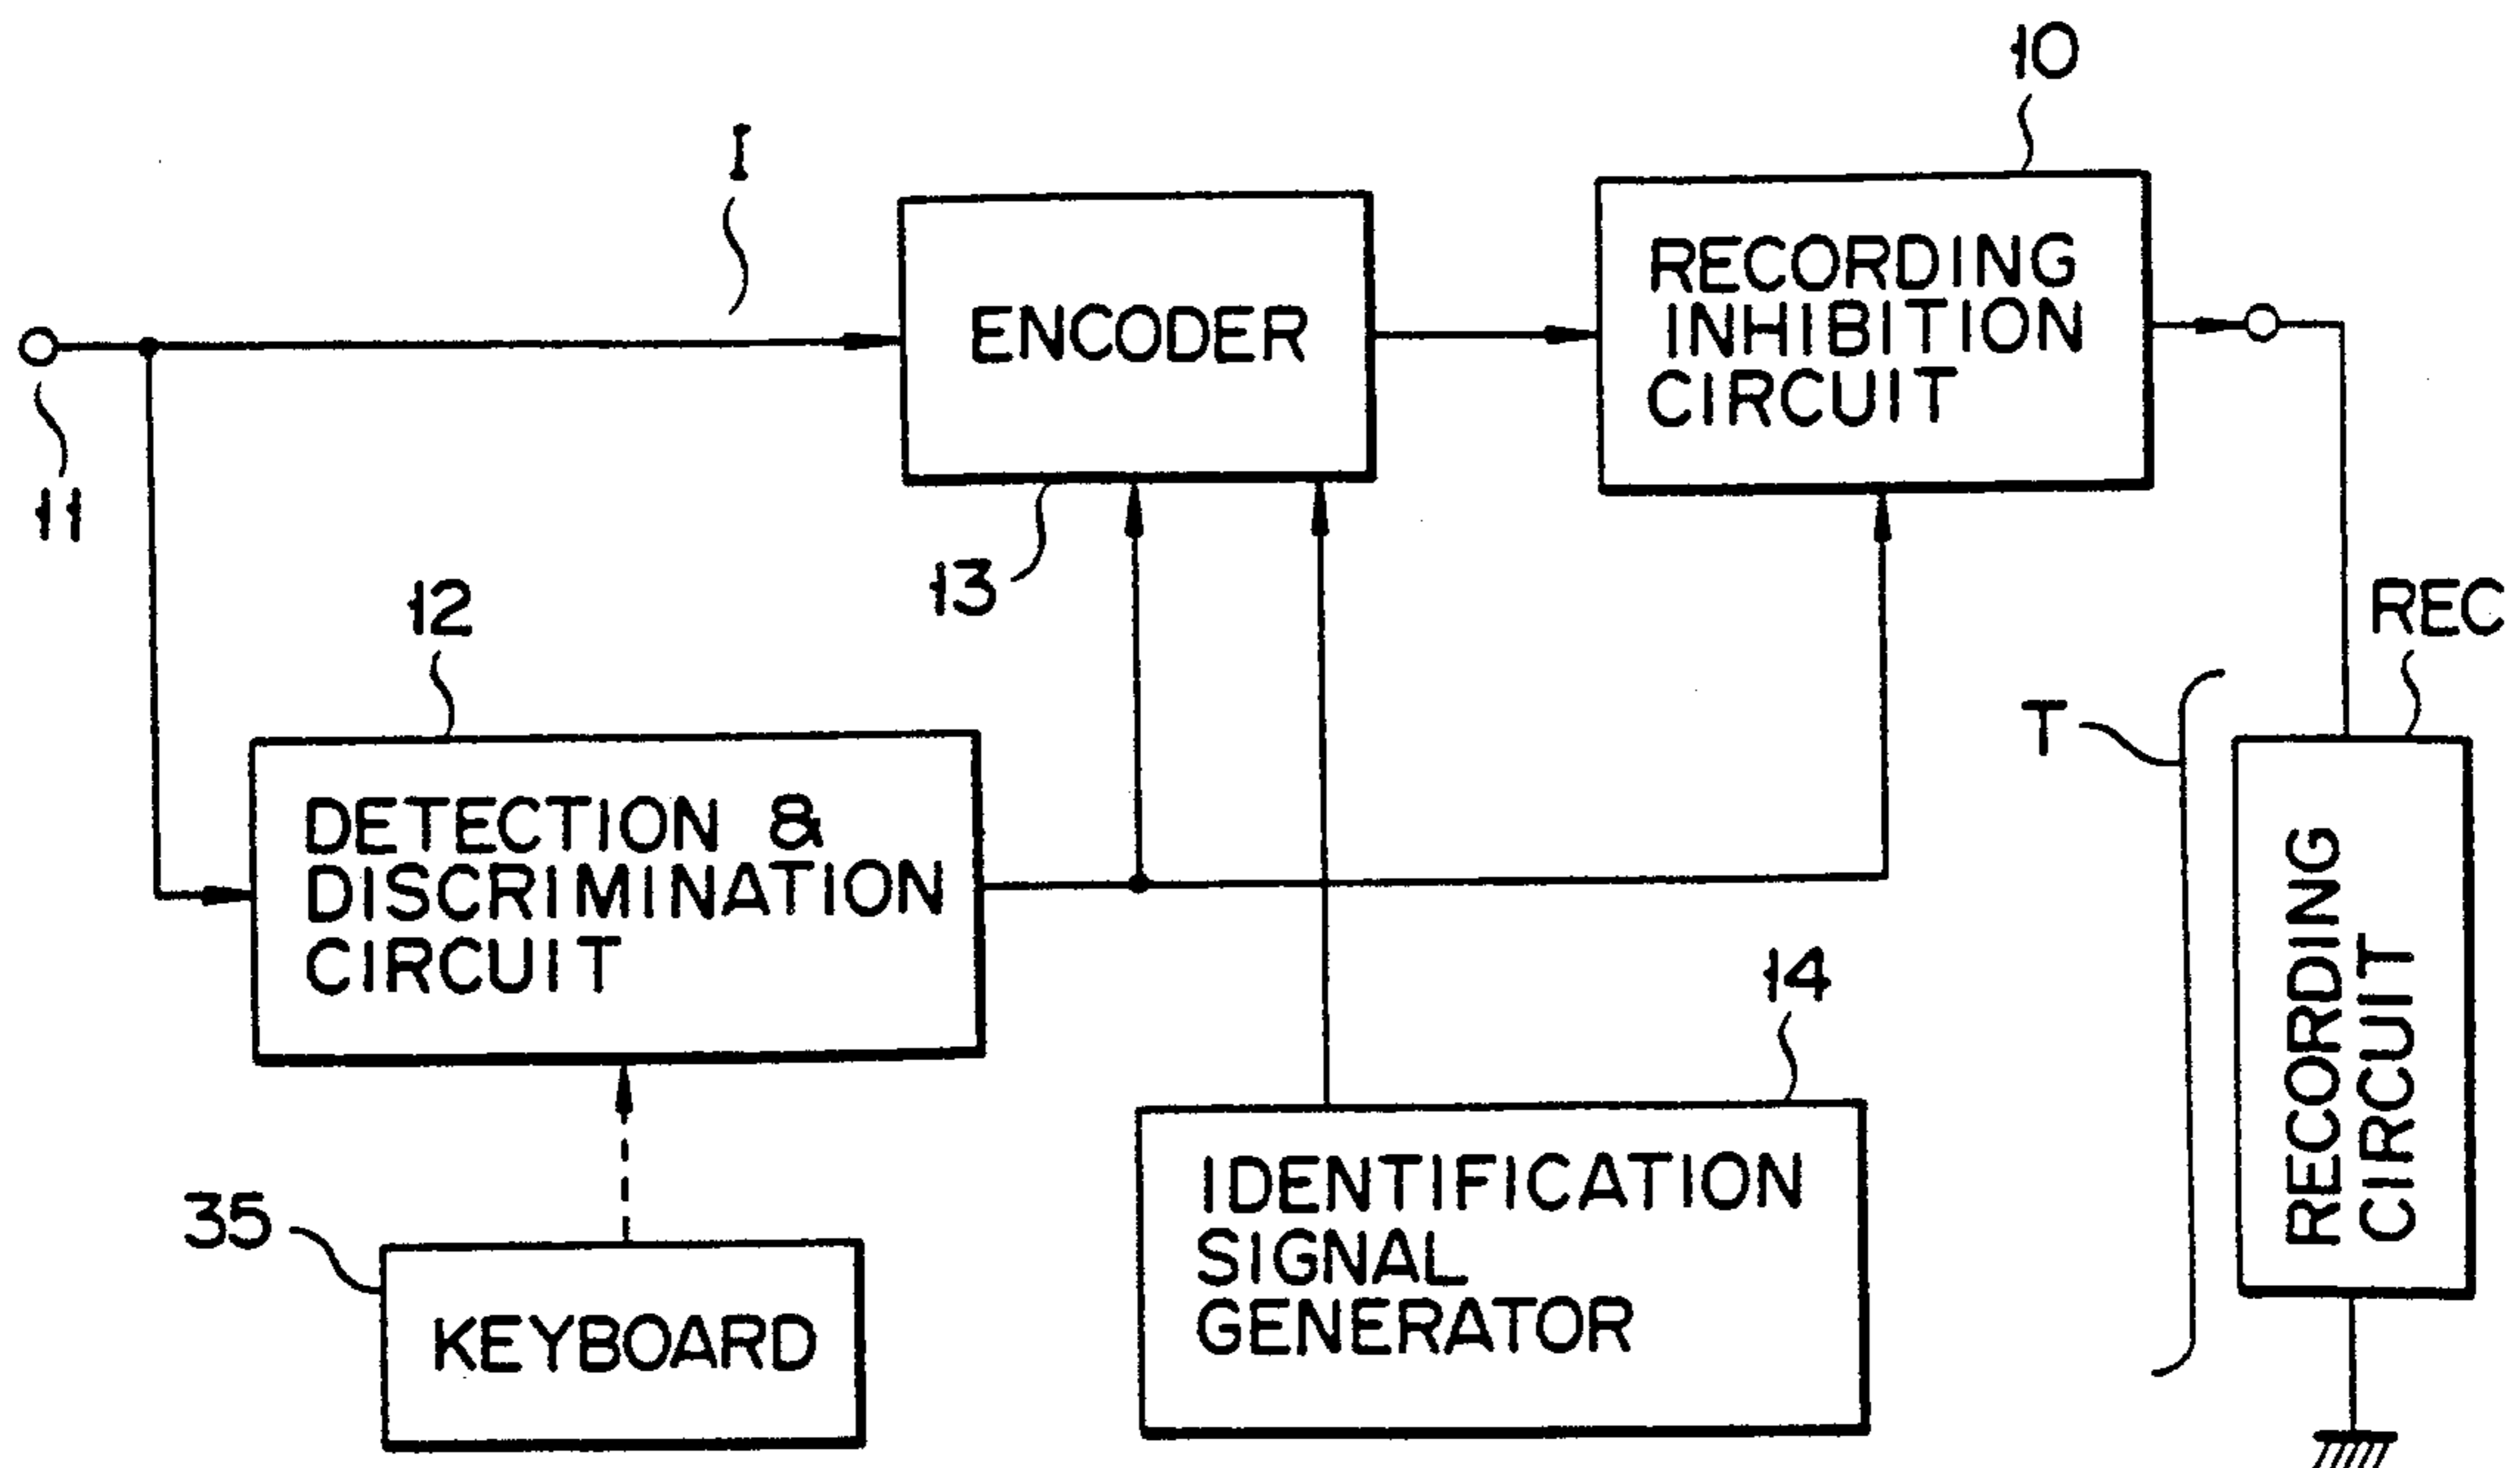 10
I
ENCODER
RECORDING
INHIBITION
CIRCUIT
11
13
12
REC
T
DETECTION &
DISCRIMINATION
CIRCUIT
14
RECORDING
CIRCUIT
35
IDENTIFICATION
SIGNAL
GENERATOR
KEYBOARD